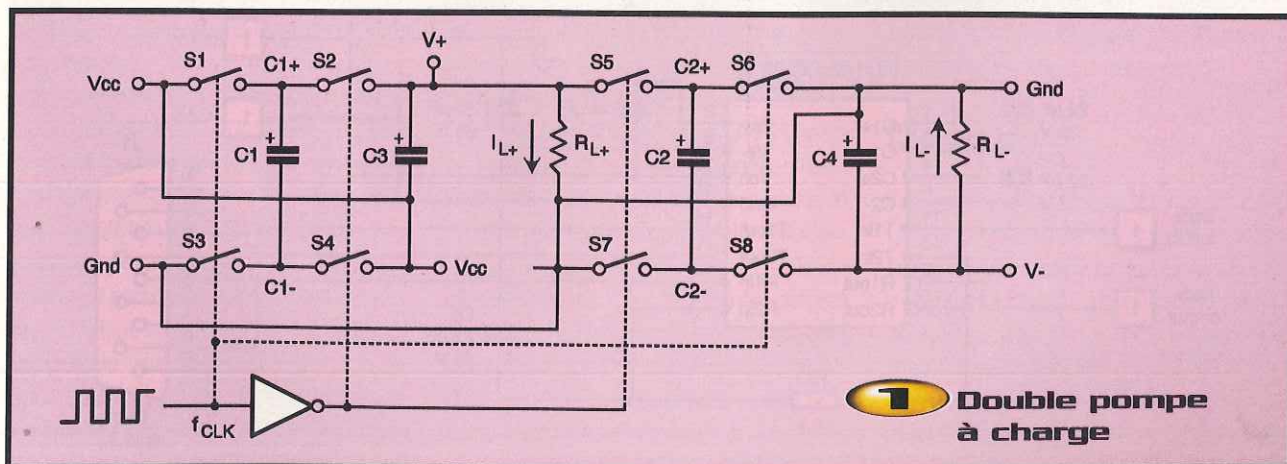 V+
S1 C1+ S2 S5 C2+ S6
Vcc Gnd
+ + + +
C1 C3 IL+ RL+ C2 C4 IL- RL-
S3 S4 S7 S8
Gnd Vcc V-
C1- C2-
fCLK
1 Double pompe
à charge